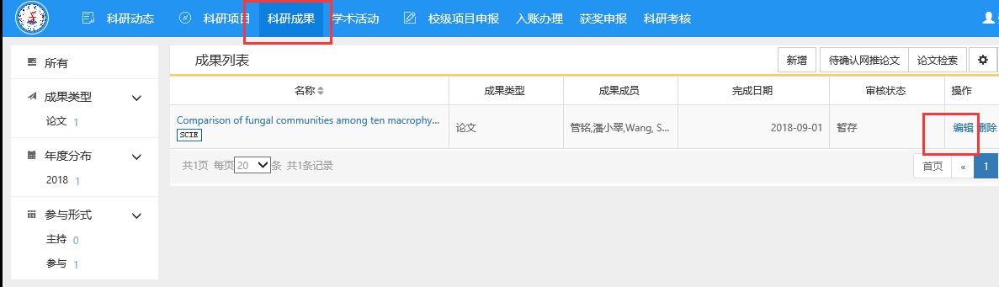 科研动态 科研项目 科研成果 学术活动 校级项目申报 入账办理 获奖申报 科研考核
所有
成果类型
论文 1
年度分布
2018 1
参与形式
主持 0
参与 1
成果列表 新增 待确认网推论文 论文检索
名称 成果类型 成果成员 完成日期 审核状态 操作
Comparison of fungal communities among ten macrophy... 论文 管铭,潘小翠,Wang, S... 2018-09-01 暂存 编辑 删除
SCIE
共1页 每页 20 条 共1条记录 首页 « 1